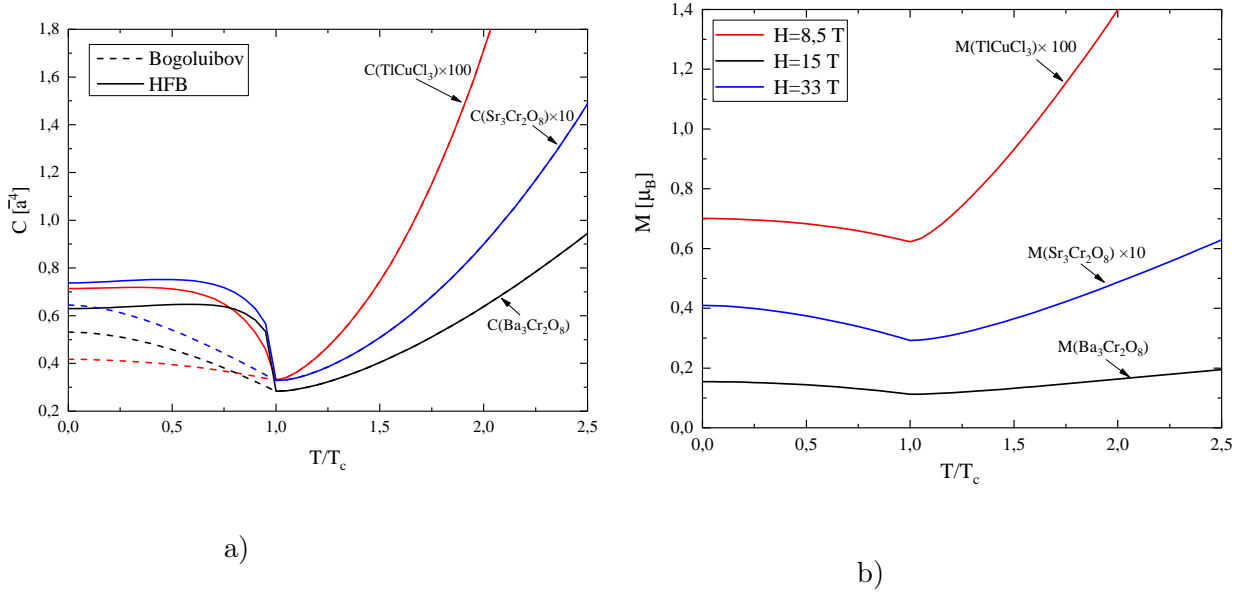 1,8
1,6
1,4
1,2
1,0
0,8
0,6
0,4
0,2
C [ā⁴]
Bogoluibov
HFB
C(TlCuCl₃)×100
C(Sr₃Cr₂O₈)×10
C(Ba₃Cr₂O₈)
0,0 0,5 1,0 1,5 2,0 2,5
T/T_c
a)
1,4
1,2
1,0
0,8
0,6
0,4
0,2
0,0
M [μ_B]
H=8,5 T
H=15 T
H=33 T
M(TlCuCl₃)× 100
M(Sr₃Cr₂O₈) ×10
M(Ba₃Cr₂O₈)
0,0 0,5 1,0 1,5 2,0 2,5
T/T_c
b)